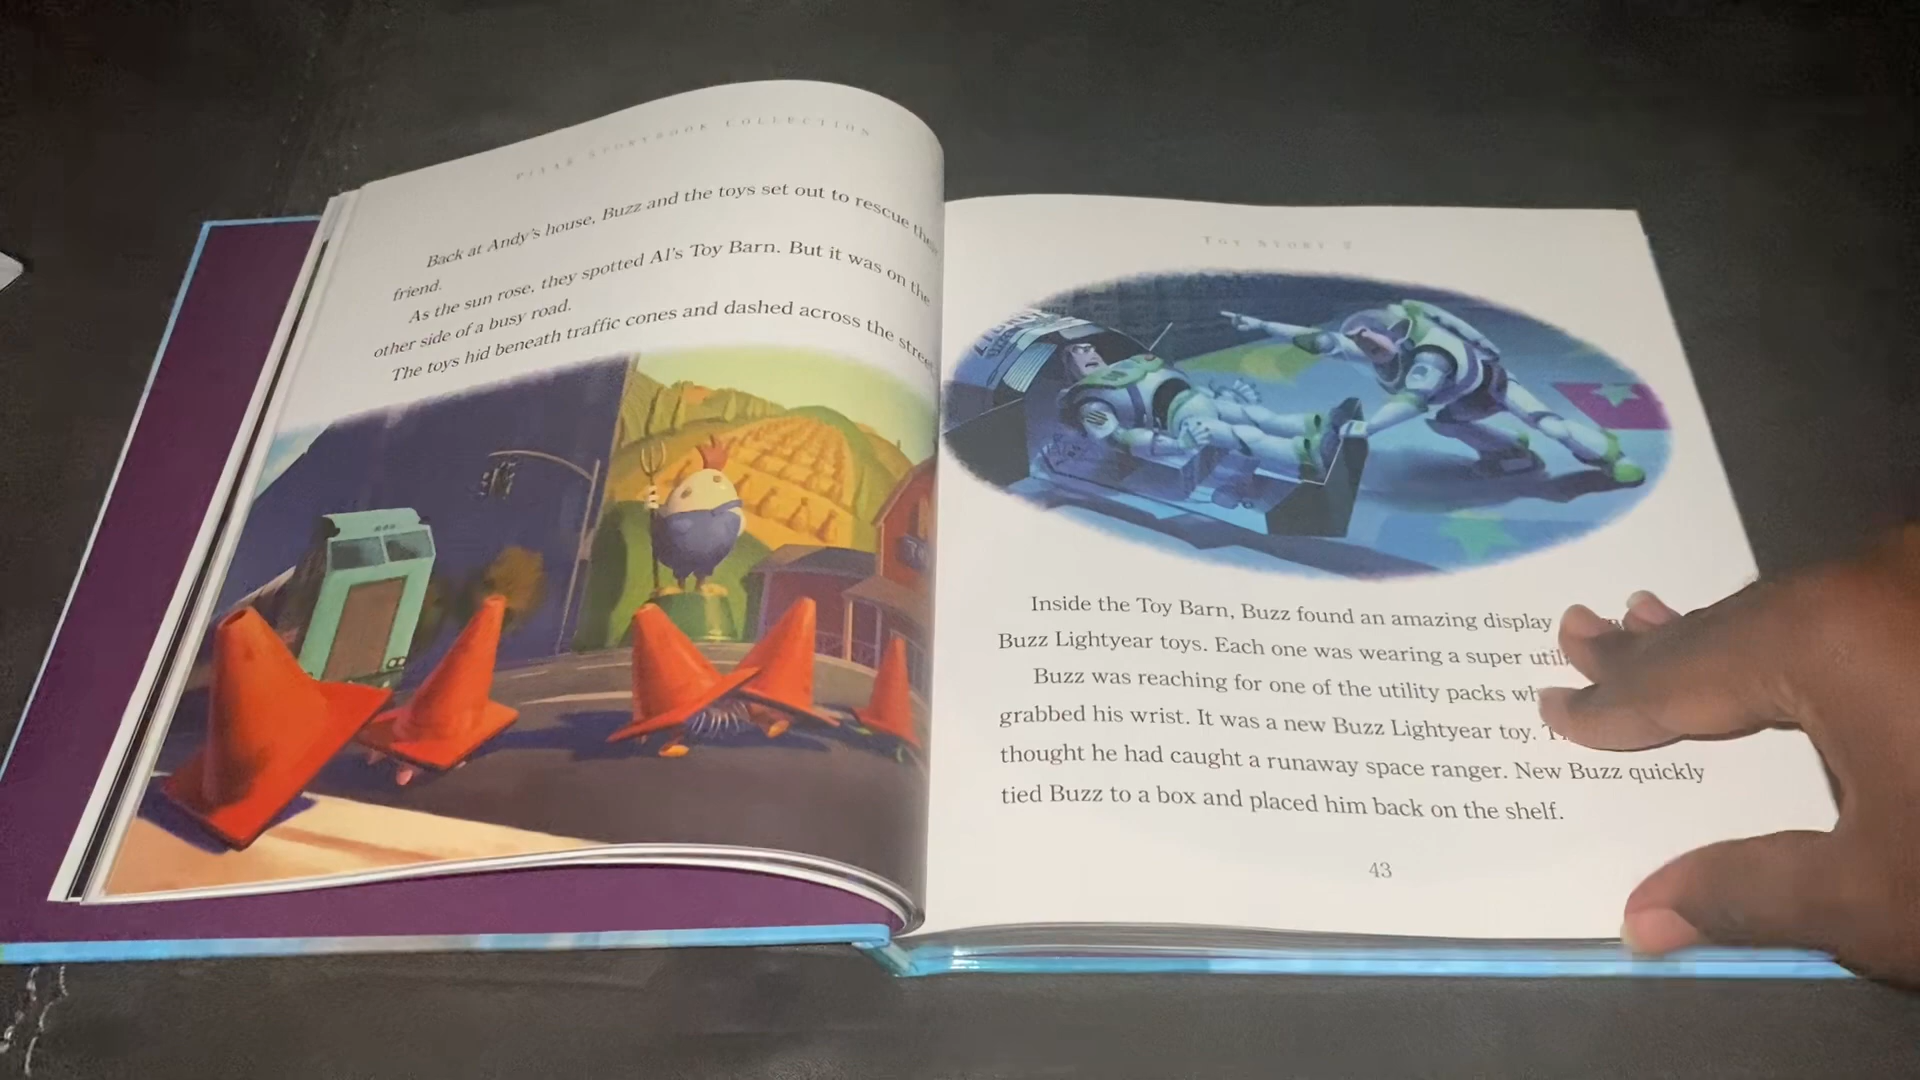 PIXAR STORYBOOK COLLECTION
Back at Andy's house, Buzz and the toys set out to rescue
friend.
As the sun rose, they spotted Al's Toy Barn. But it was on the
other side of a busy road.
The toys hid beneath traffic cones and dashed across the
TOY STORY 2
Inside the Toy Barn, Buzz found an amazing display
Buzz Lightyear toys. Each one was wearing a super
Buzz was reaching for one of the utility packs
grabbed his wrist. It was a new Buzz Lightyear toy.
thought he had caught a runaway space ranger. New Buzz quickly
tied Buzz to a box and placed him back on the shelf.
43